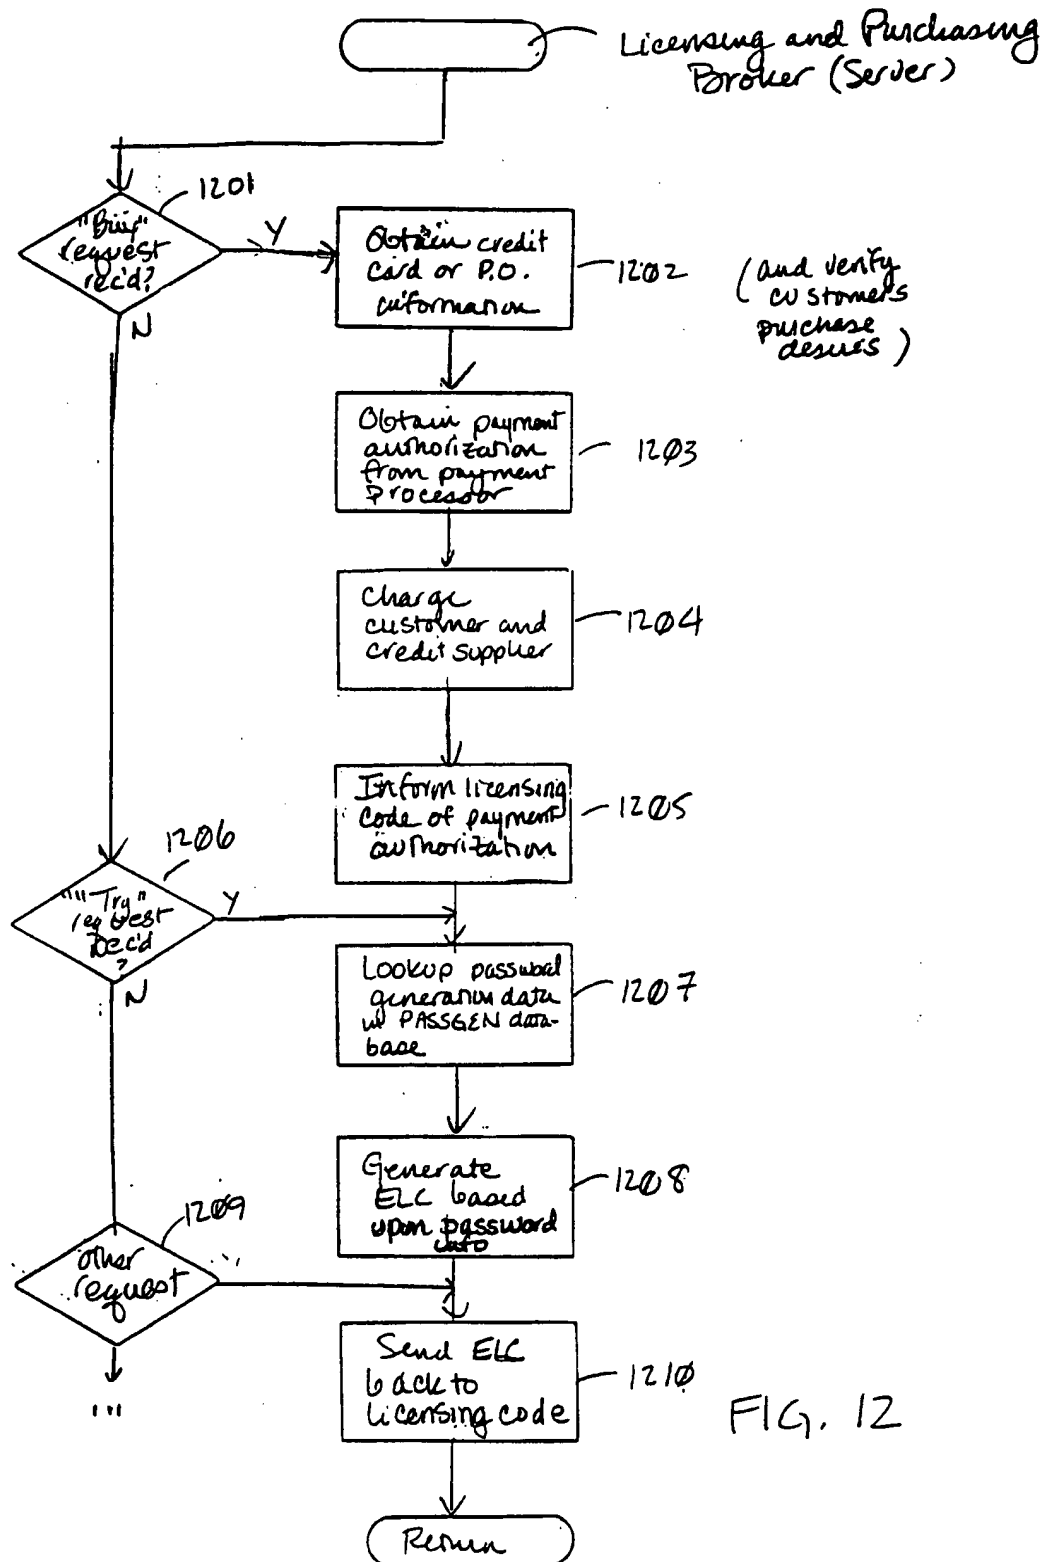 Licensing and Purchasing
Broker (Server)
1201
"Buy"
request
rec'd?
Y
N
Obtain credit
card or P.O.
information
1202
(and verify
customers
purchase
desires)
Obtain payment
authorization
from payment
processor
1203
Charge
customer and
credit supplier
1204
Inform licensing
code of payment
authorization
1205
1206
"Try"
request
rec'd
?
Y
N
Lookup password
generation data
in PASSGEN data-
base
1207
Generate
ELC based
upon password
info
1208
1209
other
request
Send ELC
back to
licensing code
1210
FIG. 12
Return